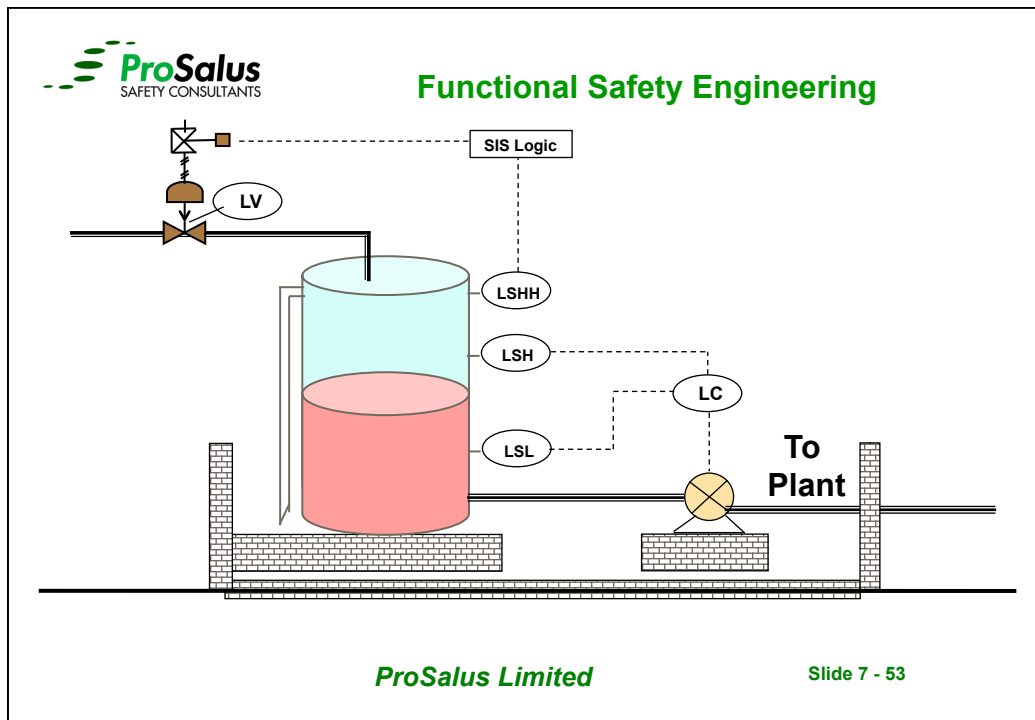 ProSalus
SAFETY CONSULTANTS
Functional Safety Engineering
SIS Logic
LV
LSHH
LSH
LC
LSL
To
Plant
ProSalus Limited
Slide 7 - 53